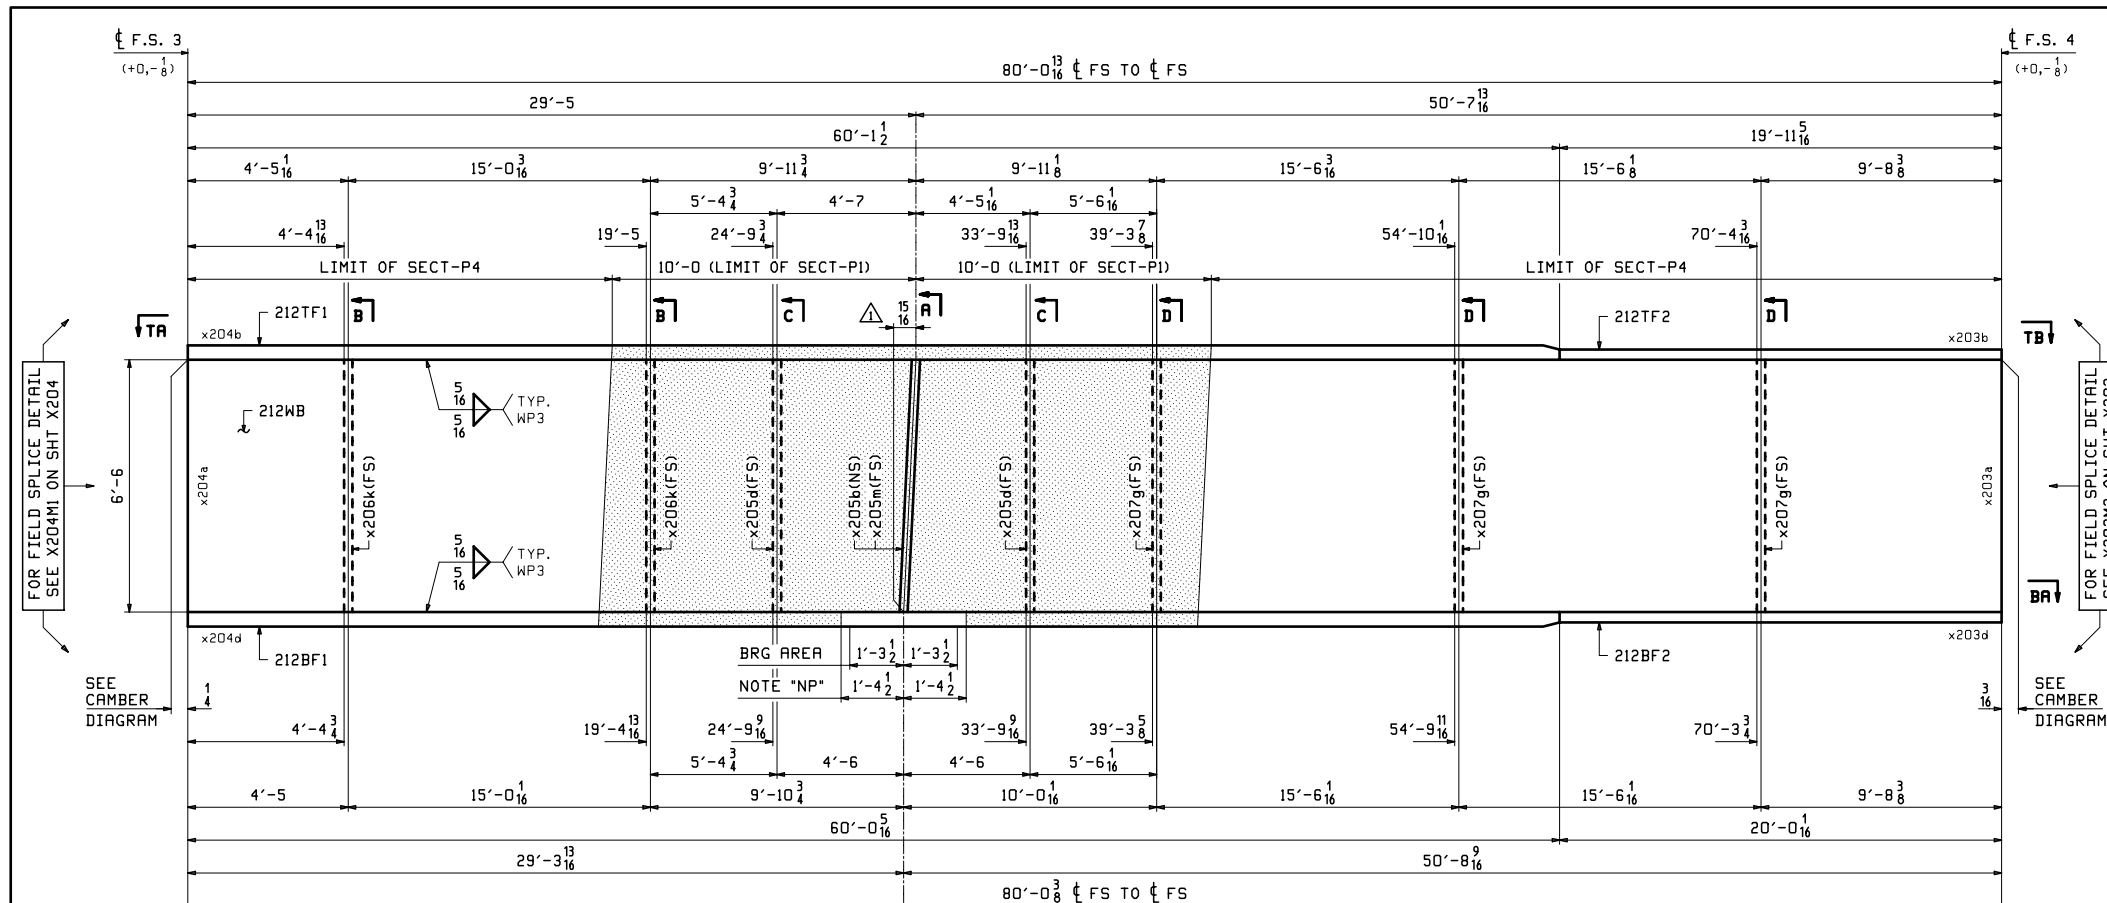 ℄ F.S. 3
(+0,-1/8)
℄ F.S. 4
(+0,-1/8)
80'-0 13/16 ℄ FS TO ℄ FS
29'-5
50'-7 13/16
60'-1 1/2
19'-11 5/16
4'-5 1/16
15'-0 3/16
9'-11 3/4
9'-11 1/8
15'-6 3/16
15'-6 1/8
9'-8 3/8
5'-4 3/4
4'-7
4'-5 1/16
5'-6 1/16
4'-4 13/16
19'-5
24'-9 3/4
33'-9 13/16
39'-3 7/8
54'-10 1/16
70'-4 3/16
LIMIT OF SECT-P4
10'-0 (LIMIT OF SECT-P1)
10'-0 (LIMIT OF SECT-P1)
LIMIT OF SECT-P4
TA
x204b
212TF1
B
B
C
1
15/16
A
C
D
D
212TF2
D
x203b
TB
FOR FIELD SPLICE DETAIL
SEE X204M1 ON SHT X204
6'-6
x204a
212WB
5/16
5/16
TYP.
WP3
5/16
5/16
TYP.
WP3
x206k(FS)
x206k(FS)
x205d(FS)
x205b(NS)
x205m(FS)
x205d(FS)
x207g(FS)
x207g(FS)
x207g(FS)
x203a
FOR FIELD SPLICE DETAIL
BA
x204d
212BF1
212BF2
x203d
BRG AREA
1'-3 1/2
1'-3 1/2
NOTE "NP"
1'-4 1/2
1'-4 1/2
SEE
CAMBER
DIAGRAM
1/4
3/16
SEE
CAMBER
DIAGRAM
4'-4 3/4
19'-4 13/16
24'-9 9/16
33'-9 9/16
39'-3 5/8
54'-9 11/16
70'-3 3/4
5'-4 3/4
4'-6
4'-6
5'-6 1/16
4'-5
15'-0 1/16
9'-10 3/4
10'-0 1/16
15'-6 1/16
15'-6 1/16
9'-8 3/8
60'-0 5/16
20'-0 1/16
29'-3 13/16
50'-8 9/16
80'-0 3/8 ℄ FS TO ℄ FS